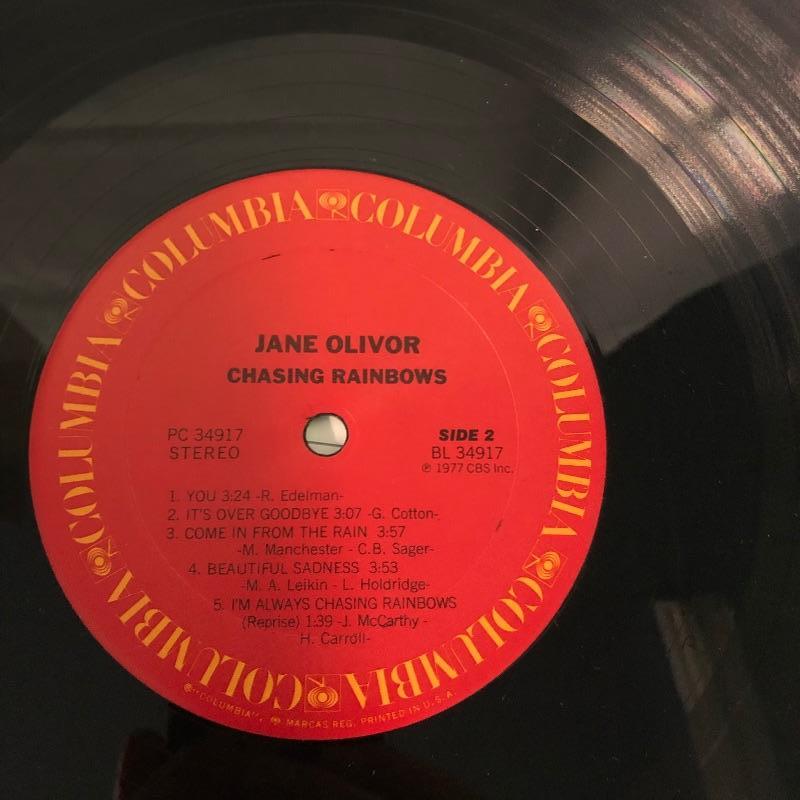 COLUMBIA COLUMBIA COLUMBIA COLUMBIA COLUMBIA COLUMBIA COLUMBIA COLUMBIA
JANE OLIVOR
CHASING RAINBOWS
PC 34917
STEREO
SIDE 2
BL 34917
℗ 1977 CBS Inc.
1. YOU 3:24 -R. Edelman-
2. IT'S OVER GOODBYE 3:07 -G. Cotton-
3. COME IN FROM THE RAIN 3:57
-M. Manchester - C.B. Sager-
4. BEAUTIFUL SADNESS 3:53
-M. A. Leikin - L. Holdridge-
5. I'M ALWAYS CHASING RAINBOWS
(Reprise) 1:39 -J. McCarthy -
H. Carroll-
"COLUMBIA", MARCAS REG. PRINTED IN U.S.A.